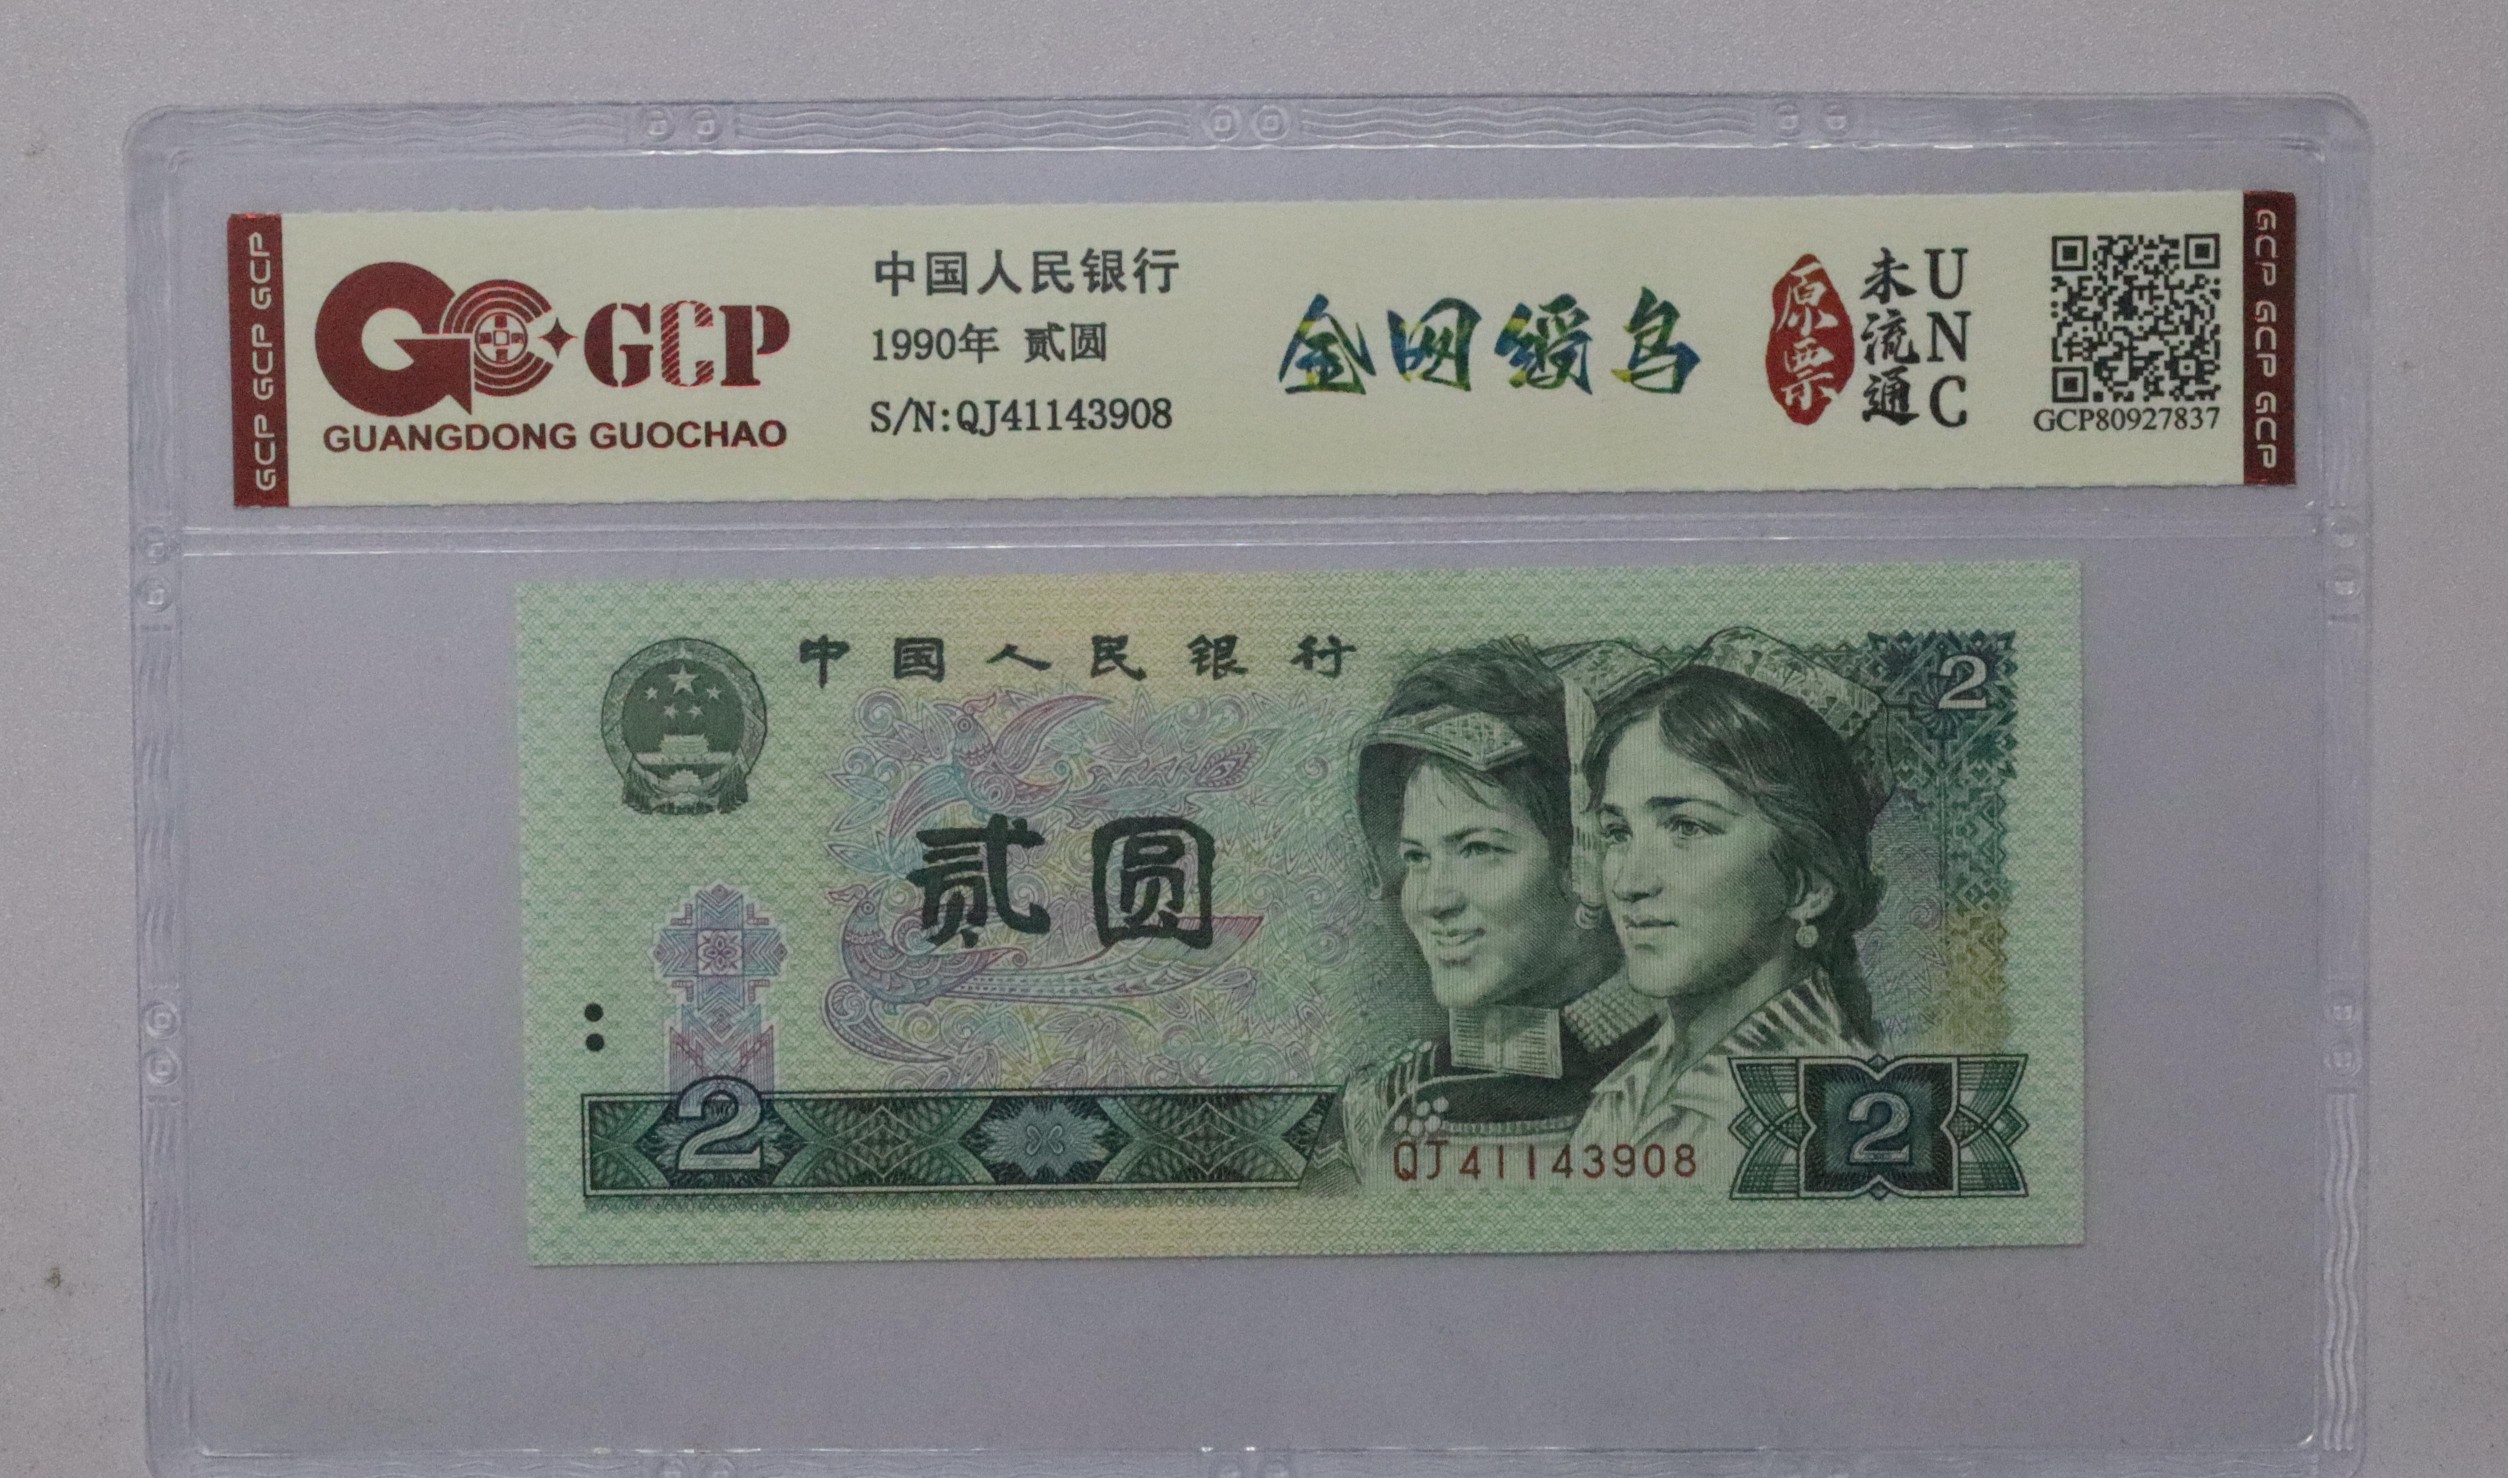 GCP GCP GCP
GCP
GUANGDONG GUOCHAO
中国人民银行
1990年 贰圆
S/N:QJ41143908
金网绶鸟
原票
未流通
UNC
GCP80927837
GCP GCP GCP
中国人民银行
2
贰圆
2
QJ41143908
2